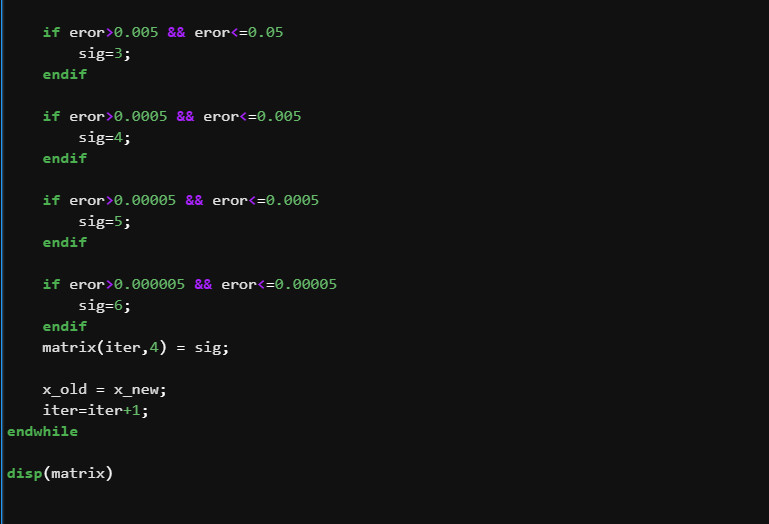 if eror>0.005 && eror<=0.05
sig=3;
endif
if eror>0.0005 && eror<=0.005
sig=4;
endif
if eror>0.00005 && eror<=0.0005
sig=5;
endif
if eror>0.000005 && eror<=0.00005
sig=6;
endif
matrix(iter,4) = sig;
x_old = x_new;
iter=iter+1;
endwhile
disp(matrix)